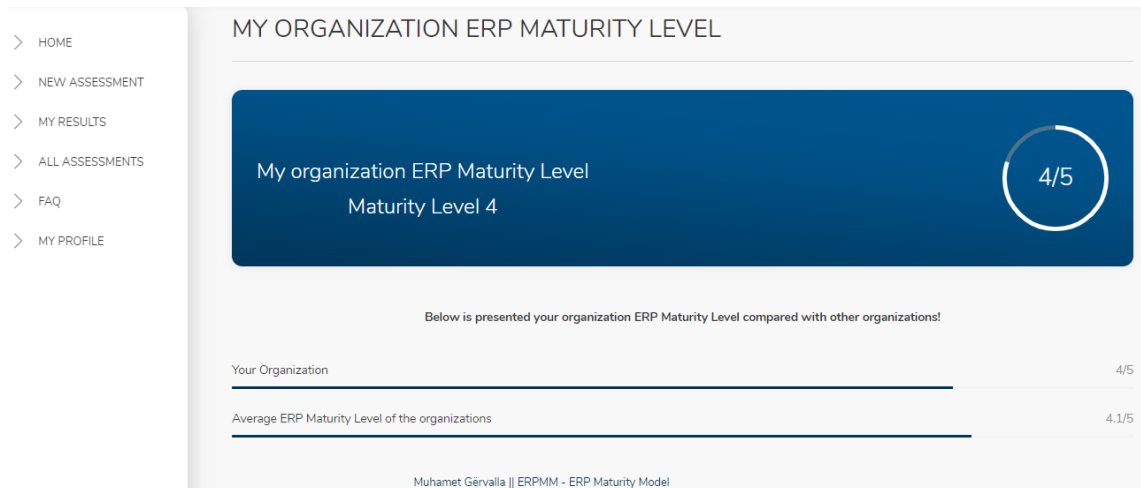 HOME
NEW ASSESSMENT
MY RESULTS
ALL ASSESSMENTS
FAQ
MY PROFILE
MY ORGANIZATION ERP MATURITY LEVEL
My organization ERP Maturity Level
Maturity Level 4
4/5
Below is presented your organization ERP Maturity Level compared with other organizations!
Your Organization 4/5
Average ERP Maturity Level of the organizations 4.1/5
Muhamet Gërvalla || ERPMM - ERP Maturity Model